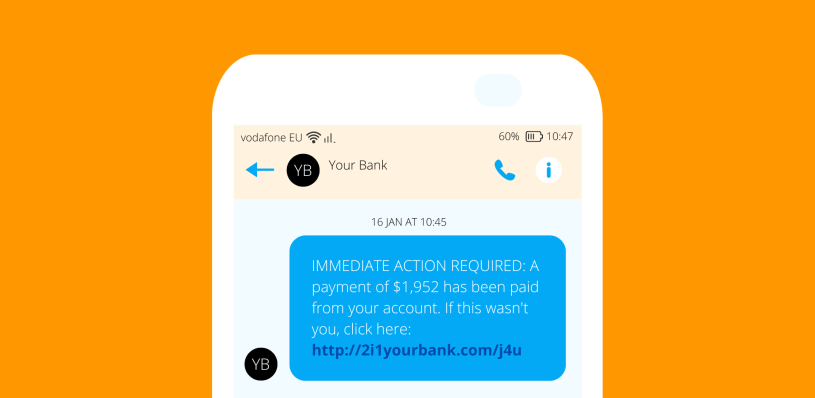 vodafone EU 60% 10:47
YB Your Bank
16 JAN AT 10:45
IMMEDIATE ACTION REQUIRED: A
payment of $1,952 has been paid
from your account. If this wasn't
you, click here:
http://2i1yourbank.com/j4u
YB